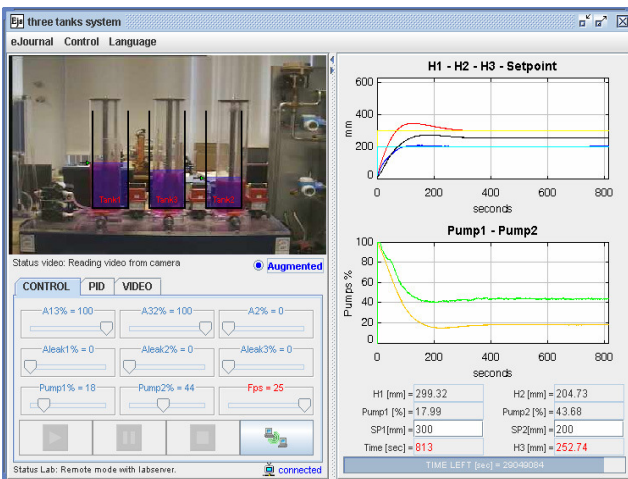 Ejs three tanks system
eJournal Control Language
Tank1 Tank3 Tank2
Status video: Reading video from camera
Augmented
CONTROL PID VIDEO
A13% = 100 A32% = 100 A2% = 0
Aleak1% = 0 Aleak2% = 0 Aleak3% = 0
Pump1% = 18 Pump2% = 44 Fps = 25
Status Lab: Remote mode with labserver.
connected
H1 - H2 - H3 - Setpoint
600
400
200
0
mm
0 200 400 600 800
seconds
Pump1 - Pump2
100
80
60
40
20
0
Pumps %
0 200 400 600 800
seconds
H1 [mm] = 299.32 H2 [mm] = 204.73
Pump1 [%] = 17.99 Pump2 [%] = 43.68
SP1[mm] = 300 SP2[mm] = 200
Time [sec] = 813 H3 [mm] = 252.74
TIME LEFT [sec] = 29049084